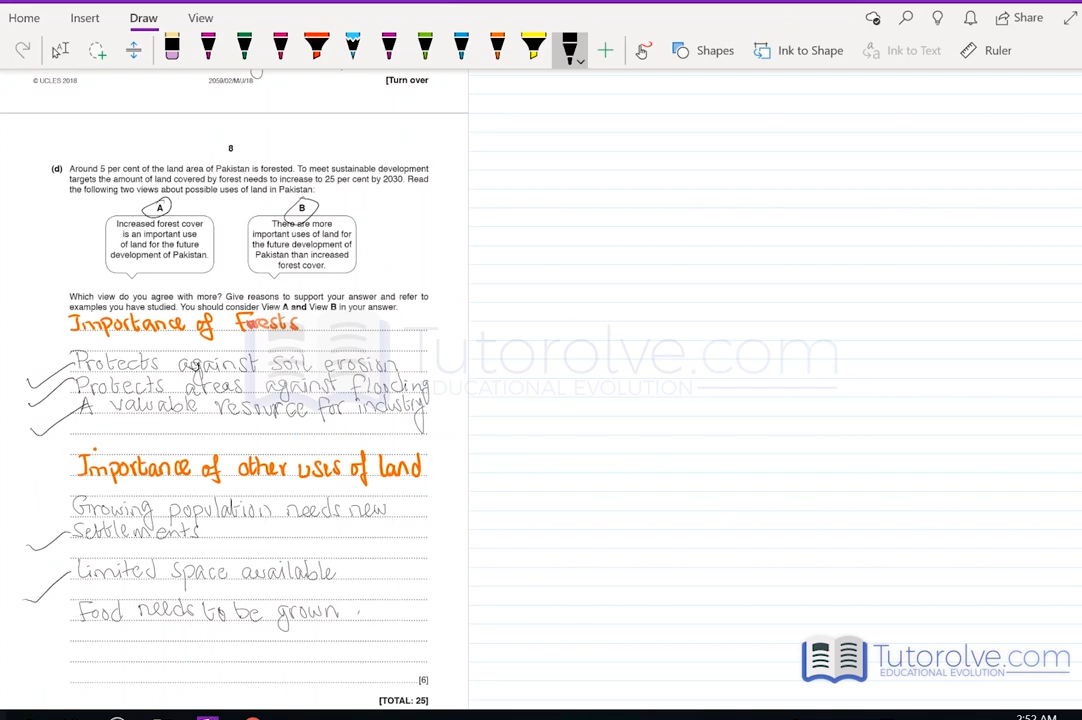 Home Insert Draw View Share
Shapes Ink to Shape Ink to Text Ruler
© UCLES 2018 2059/02/M/J/18 [Turn over
8
(d) Around 5 per cent of the land area of Pakistan is forested. To meet sustainable development
targets the amount of land covered by forest needs to increase to 25 per cent by 2030. Read
the following two views about possible uses of land in Pakistan:
A
Increased forest cover
is an important use
of land for the future
development of Pakistan.
B
There are more
important uses of land for
the future development of
Pakistan than increased
forest cover.
Which view do you agree with more? Give reasons to support your answer and refer to
examples you have studied. You should consider View A and View B in your answer.
Importance of Forests
Protects against soil erosion
Protects areas against flooding
A valuable resource for industry
Importance of other uses of land
Growing population needs new
Settlements
Limited space available
Food needs to be grown
[6]
[TOTAL: 25]
Tutorolve.com
EDUCATIONAL EVOLUTION
Tutorolve.com
EDUCATIONAL EVOLUTION